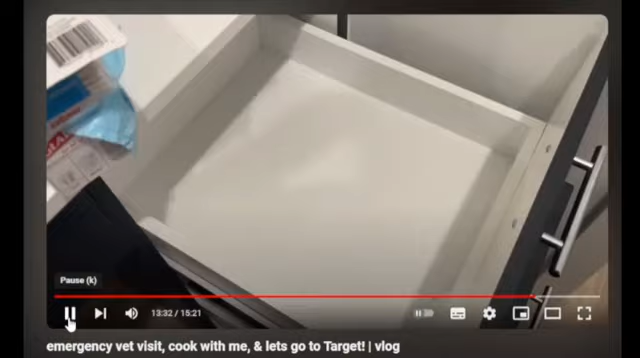 Pause (k)
13:32 / 15:21
emergency vet visit, cook with me, & lets go to Target! | vlog